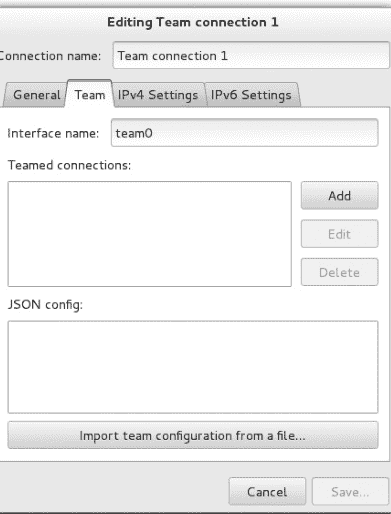 Editing Team connection 1
Connection name: Team connection 1
General Team IPv4 Settings IPv6 Settings
Interface name: team0
Teamed connections:
Add
Edit
Delete
JSON config:
Import team configuration from a file...
Cancel Save...